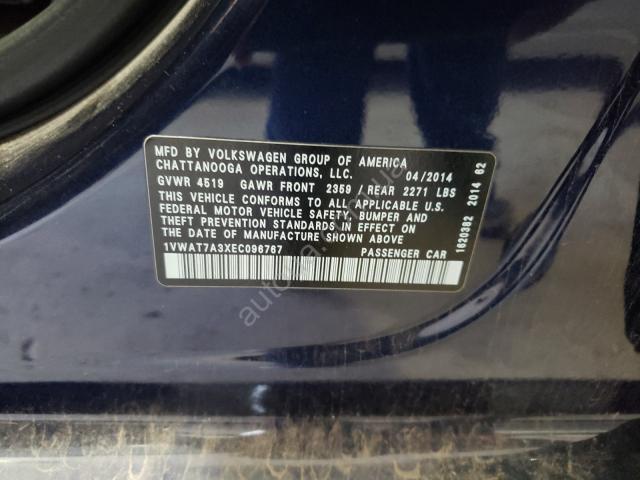 MFD BY VOLKSWAGEN GROUP OF AMERICA
CHATTANOOGA OPERATIONS, LLC. 04/2014
GVWR 4519 GAWR FRONT 2359 / REAR 2271 LBS
THIS VEHICLE CONFORMS TO ALL APPLICABLE U.S.
FEDERAL MOTOR VEHICLE SAFETY, BUMPER AND
THEFT PREVENTION STANDARDS IN EFFECT ON
THE DATE OF MANUFACTURE SHOWN ABOVE.
1VWAT7A3XEC096767 PASSENGER CAR
1620382 2014 62